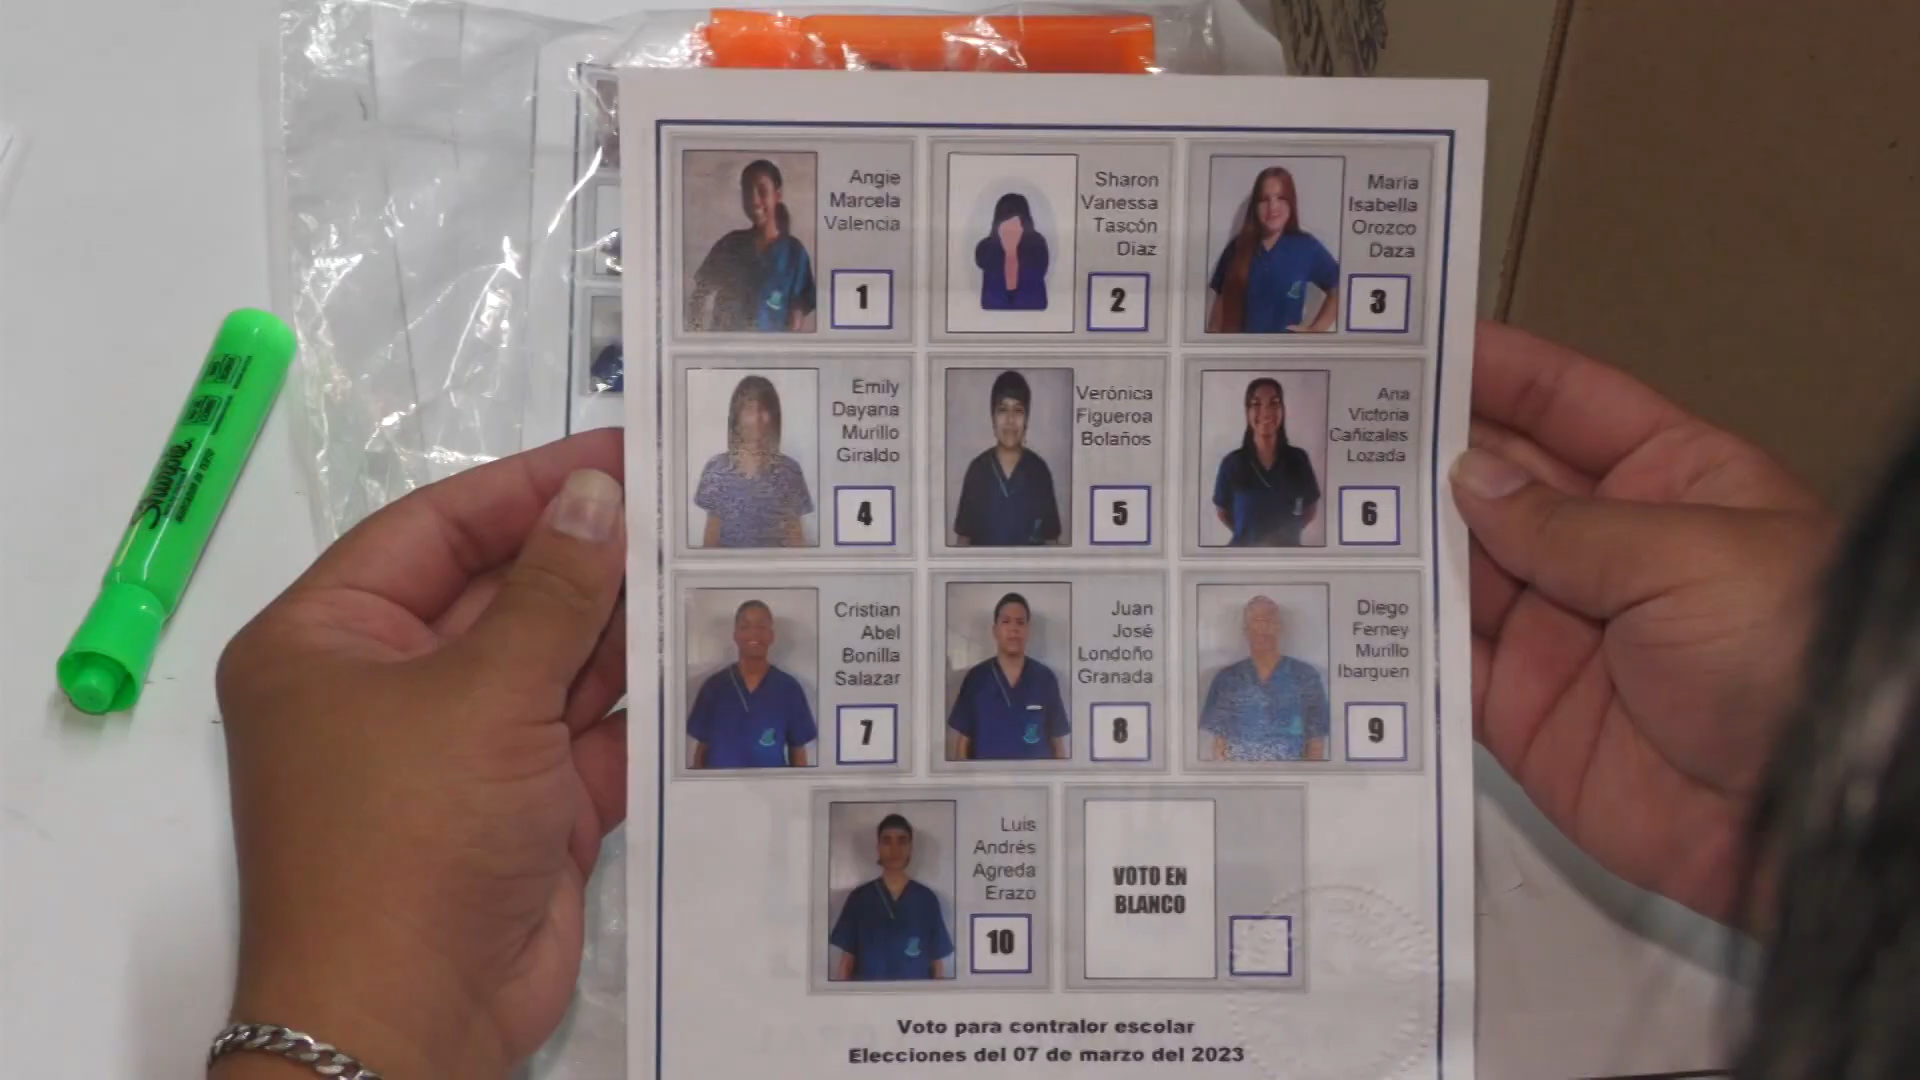 Angie
Marcela
Valencia
1
Sharon
Vanessa
Tascón
Díaz
2
María
Isabella
Orozco
Daza
3
Emily
Dayana
Murillo
Giraldo
4
Verónica
Figueroa
Bolaños
5
Ana
Victoria
Cañizales
Lozada
6
Cristian
Abel
Bonilla
Salazar
7
Juan
José
Londoño
Granada
8
Diego
Ferney
Murillo
Ibarguen
9
Luis
Andrés
Agreda
Erazo
10
VOTO EN
BLANCO
Voto para contralor escolar
Elecciones del 07 de marzo del 2023
Sharpie